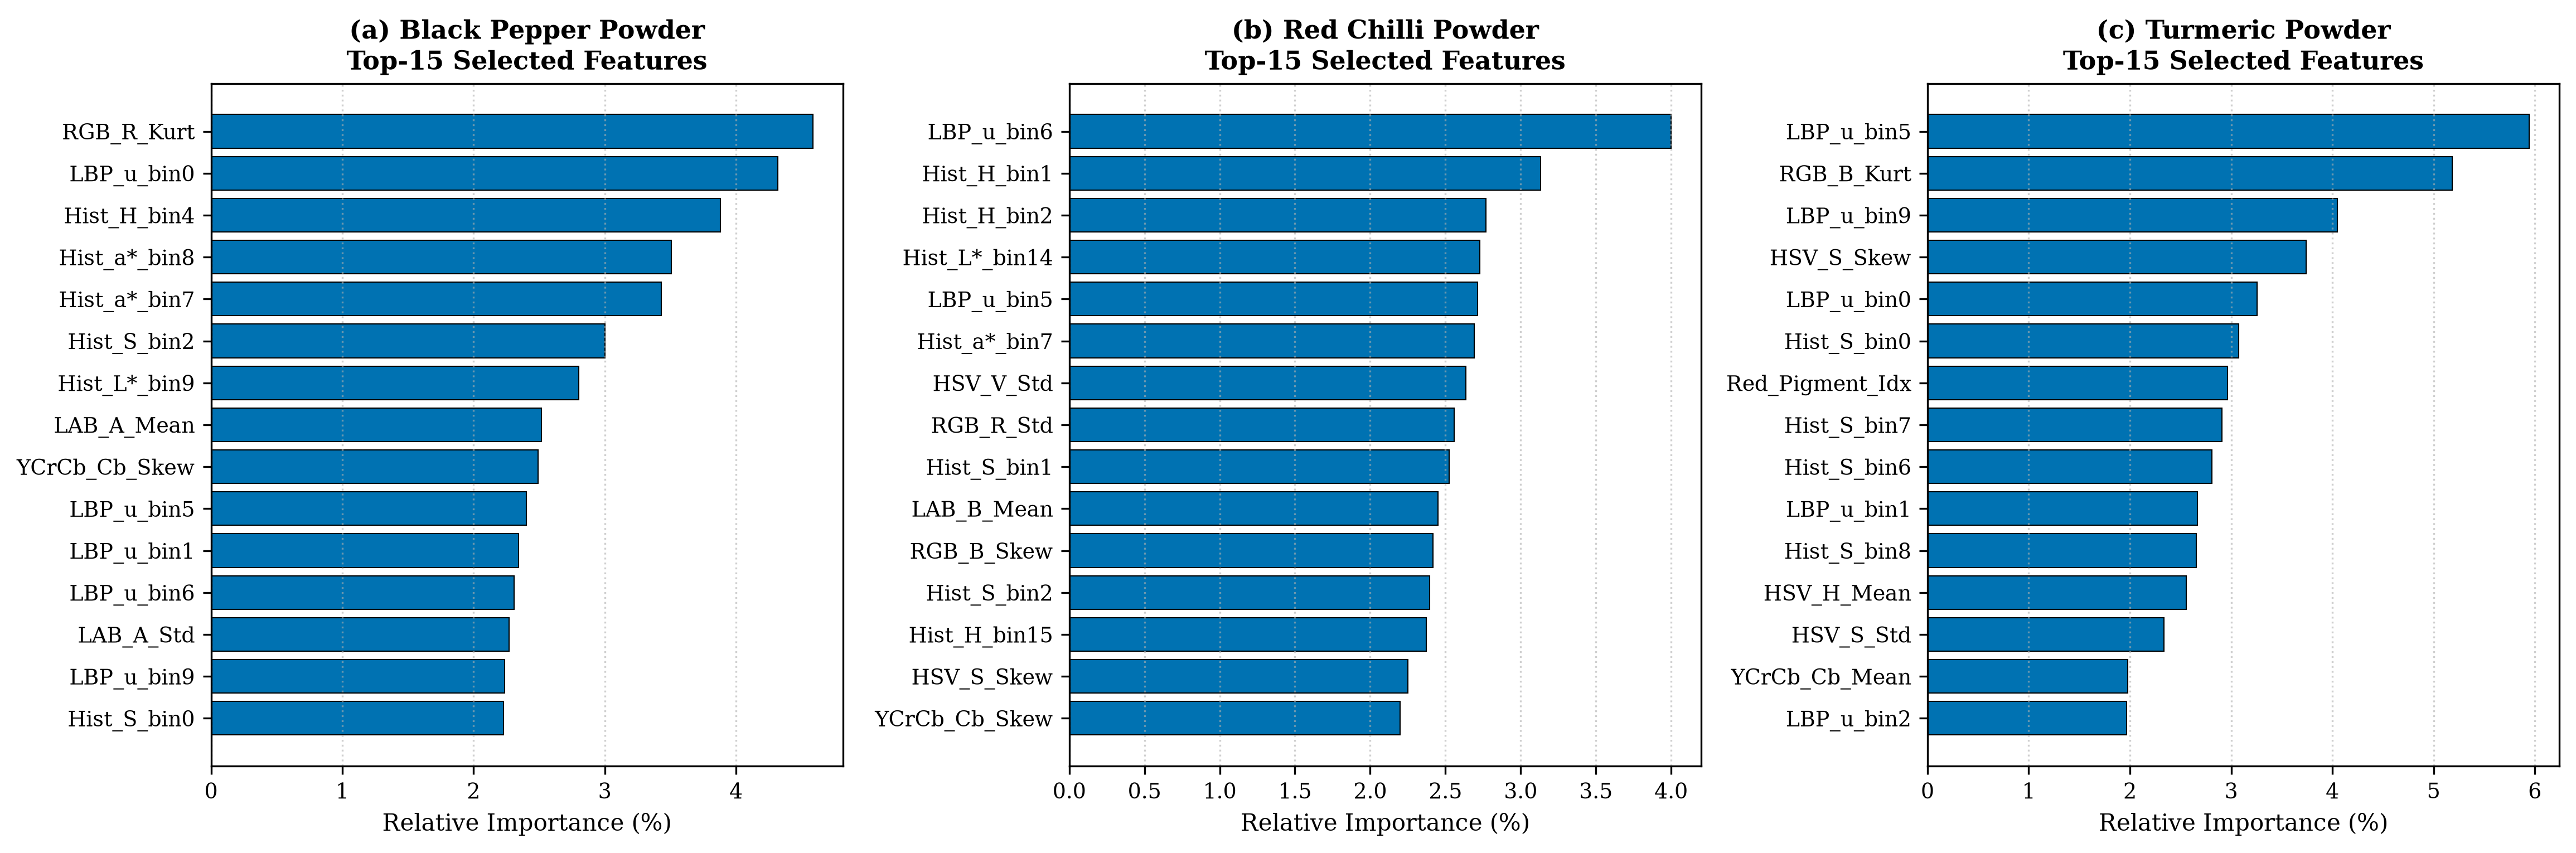 (a) Black Pepper Powder
Top-15 Selected Features
RGB_R_Kurt
LBP_u_bin0
Hist_H_bin4
Hist_a*_bin8
Hist_a*_bin7
Hist_S_bin2
Hist_L*_bin9
LAB_A_Mean
YCrCb_Cb_Skew
LBP_u_bin5
LBP_u_bin1
LBP_u_bin6
LAB_A_Std
LBP_u_bin9
Hist_S_bin0
0 1 2 3 4
Relative Importance (%)
(b) Red Chilli Powder
Top-15 Selected Features
LBP_u_bin6
Hist_H_bin1
Hist_H_bin2
Hist_L*_bin14
LBP_u_bin5
Hist_a*_bin7
HSV_V_Std
RGB_R_Std
Hist_S_bin1
LAB_B_Mean
RGB_B_Skew
Hist_S_bin2
Hist_H_bin15
HSV_S_Skew
YCrCb_Cb_Skew
0.0 0.5 1.0 1.5 2.0 2.5 3.0 3.5 4.0
Relative Importance (%)
(c) Turmeric Powder
Top-15 Selected Features
LBP_u_bin5
RGB_B_Kurt
LBP_u_bin9
HSV_S_Skew
LBP_u_bin0
Hist_S_bin0
Red_Pigment_Idx
Hist_S_bin7
Hist_S_bin6
LBP_u_bin1
Hist_S_bin8
HSV_H_Mean
HSV_S_Std
YCrCb_Cb_Mean
LBP_u_bin2
0 1 2 3 4 5 6
Relative Importance (%)